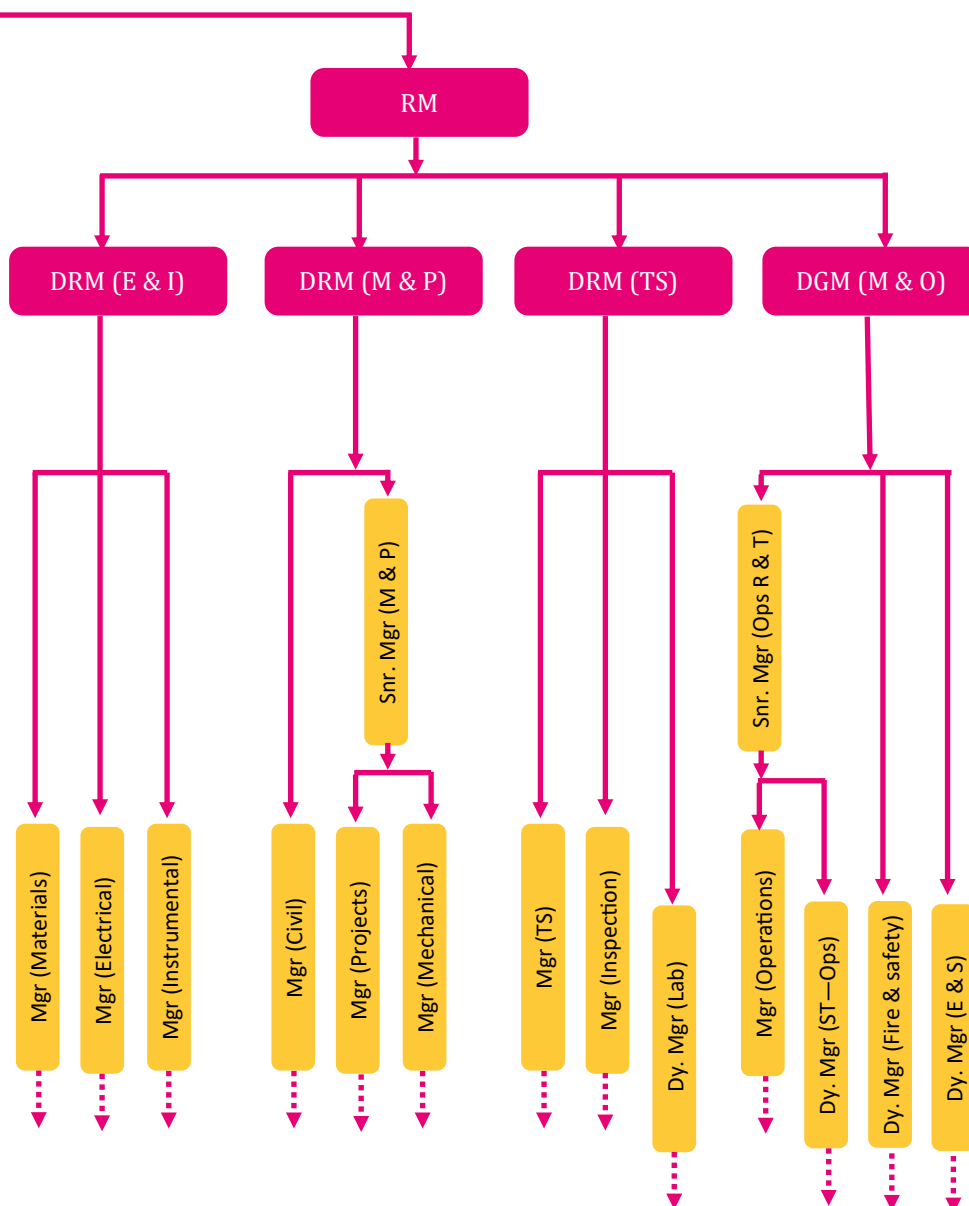 RM
DRM (E & I)
DRM (M & P)
DRM (TS)
DGM (M & O)
Snr. Mgr (M & P)
Snr. Mgr (Ops R & T)
Mgr (Materials)
Mgr (Electrical)
Mgr (Instrumental)
Mgr (Civil)
Mgr (Projects)
Mgr (Mechanical)
Mgr (TS)
Mgr (Inspection)
Dy. Mgr (Lab)
Mgr (Operations)
Dy. Mgr (ST—Ops)
Dy. Mgr (Fire & safety)
Dy. Mgr (E & S)